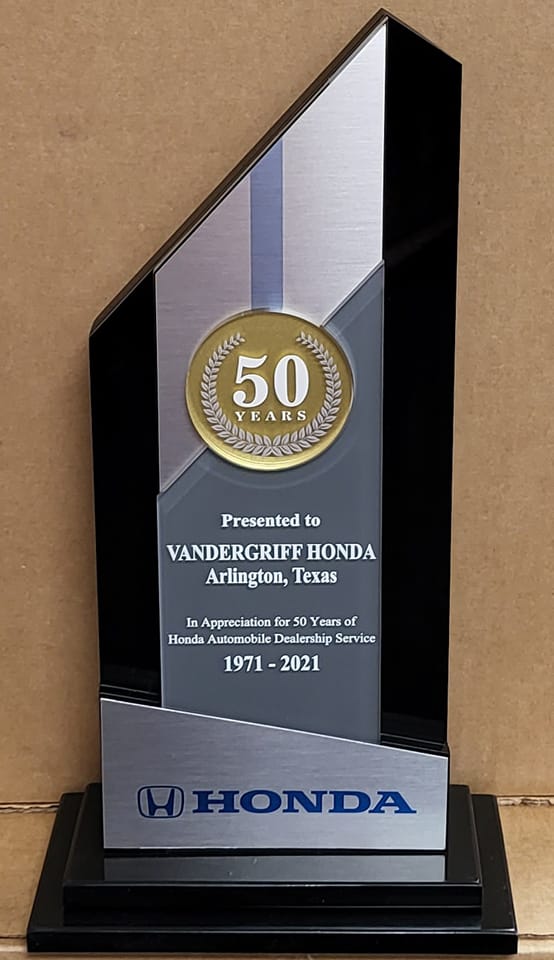 50
YEARS
Presented to
VANDERGRIFF HONDA
Arlington, Texas
In Appreciation for 50 Years of
Honda Automobile Dealership Service
1971 - 2021
HONDA